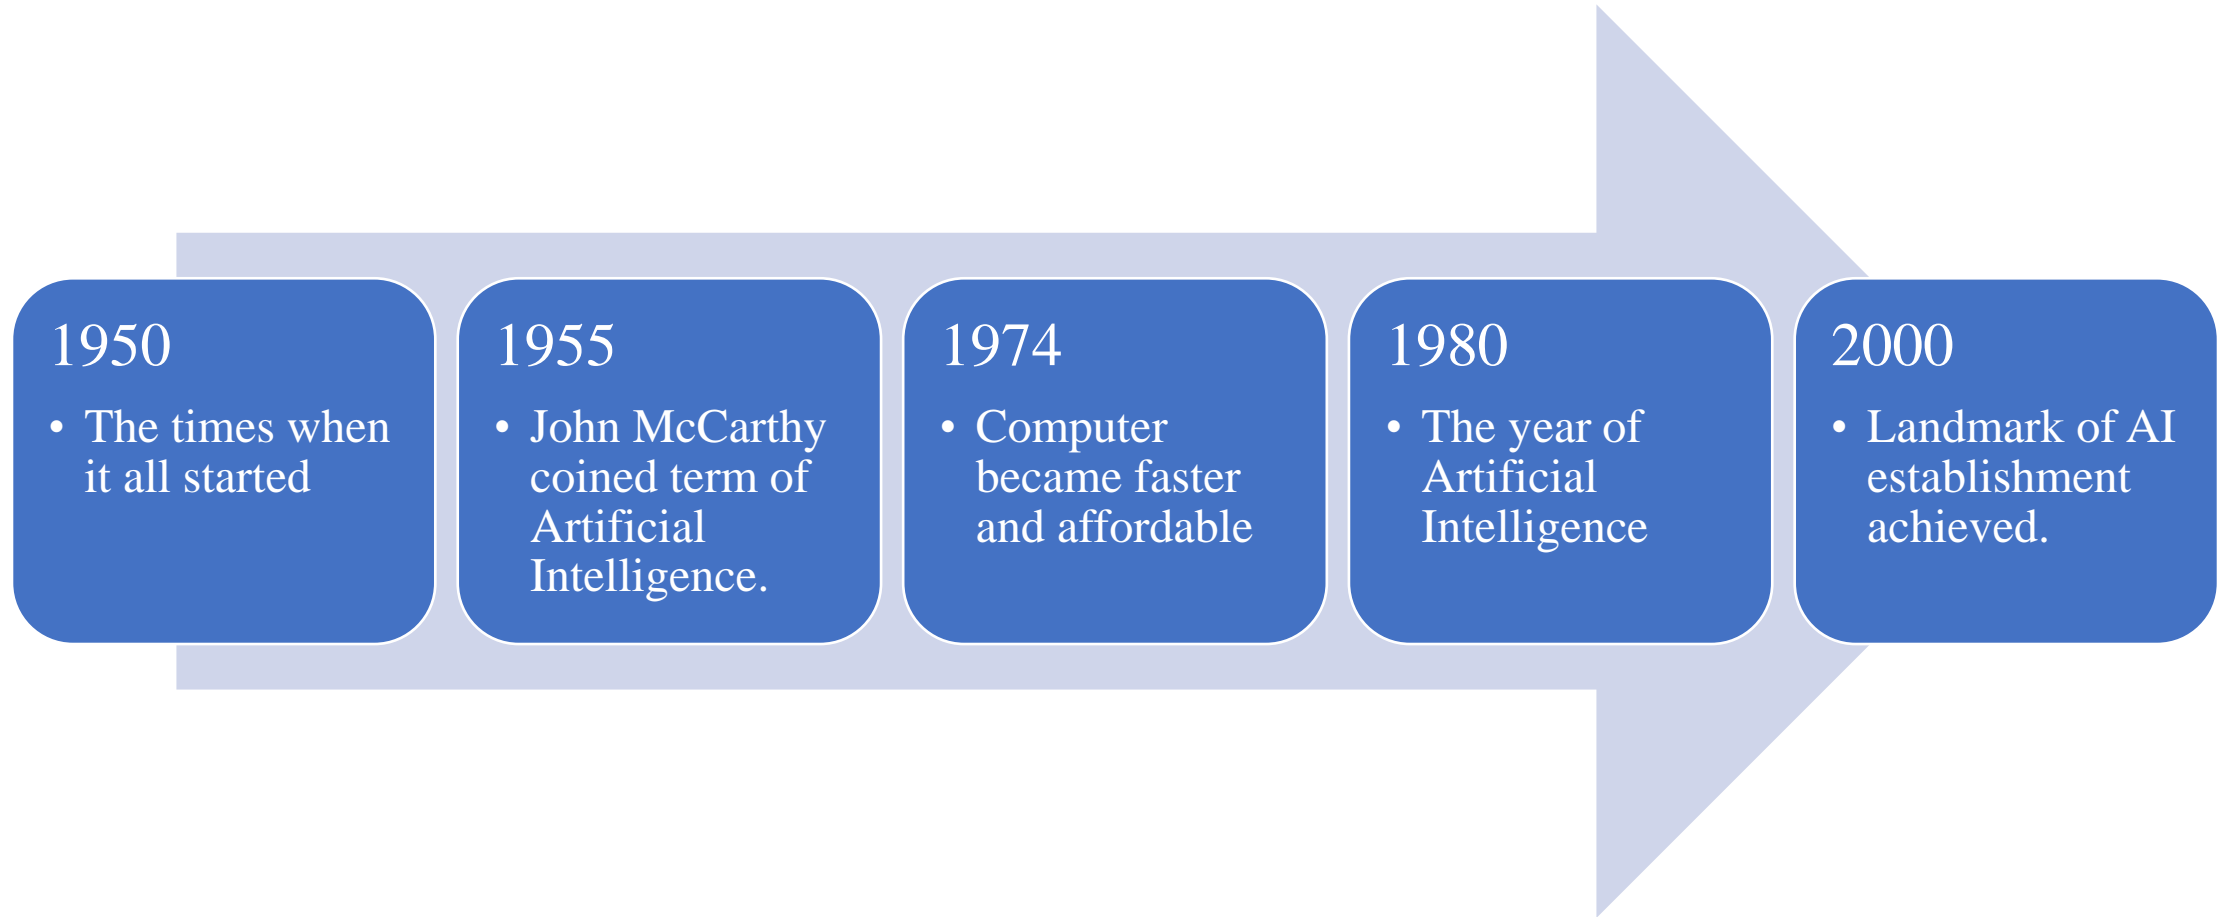 1950
• The times when
it all started
1955
• John McCarthy
coined term of
Artificial
Intelligence.
1974
• Computer
became faster
and affordable
1980
• The year of
Artificial
Intelligence
2000
• Landmark of AI
establishment
achieved.